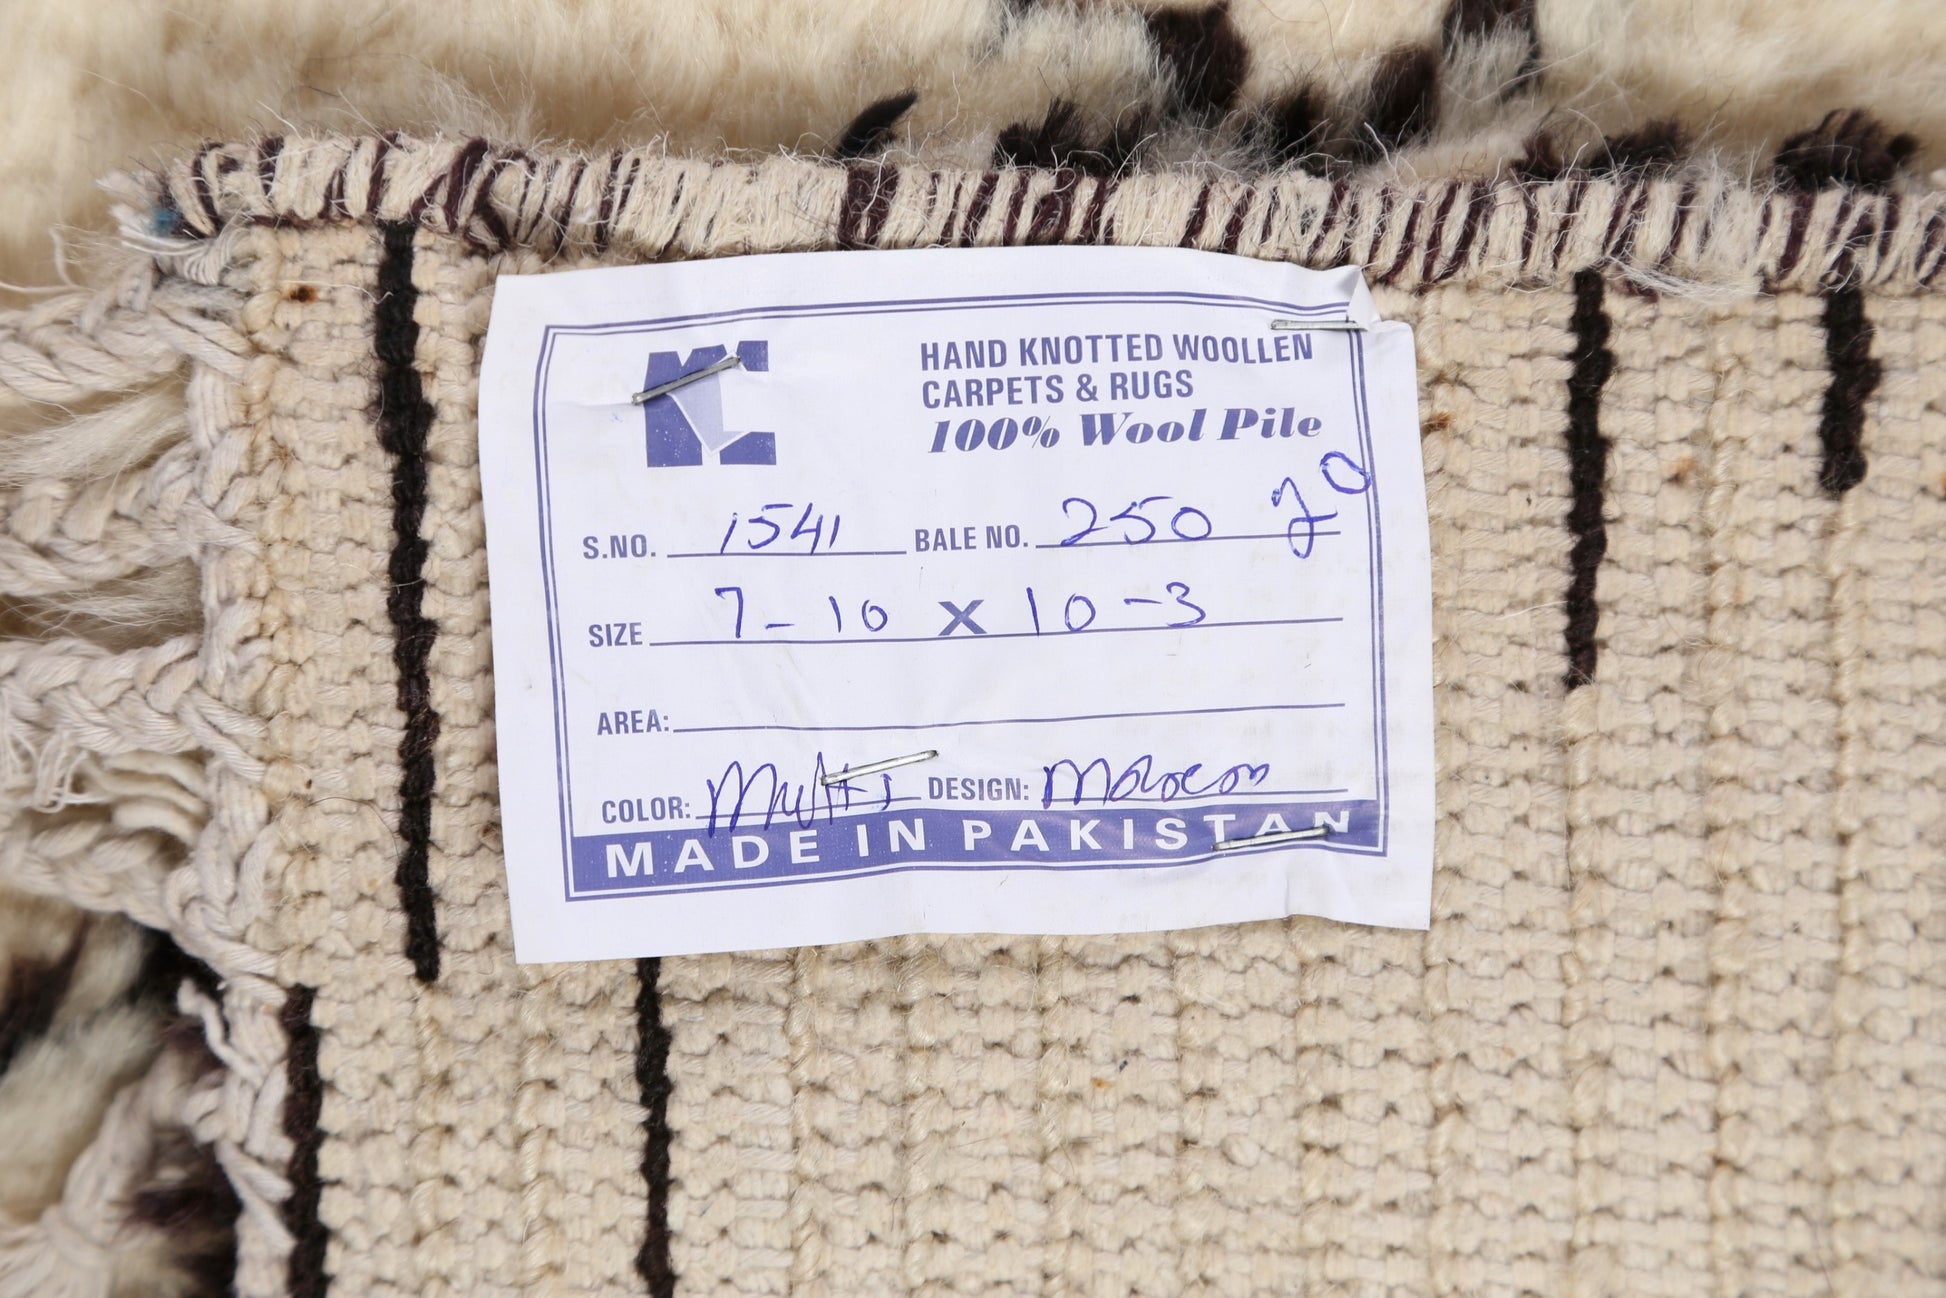 HAND KNOTTED WOOLLEN
CARPETS & RUGS
100% Wool Pile
S.NO. 1541 BALE NO. 250 70
SIZE 7-10 X 10-3
AREA:
COLOR: Multi DESIGN: Morocon
MADE IN PAKISTAN